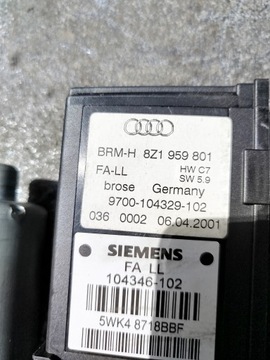 BRM-H 8Z1 959 801
FA-LL HW C7
SW 5.9
brose Germany
9700-104329-102
036 0002 06.04.2001
SIEMENS
FA LL
104346-102
5WK4 8718BBF